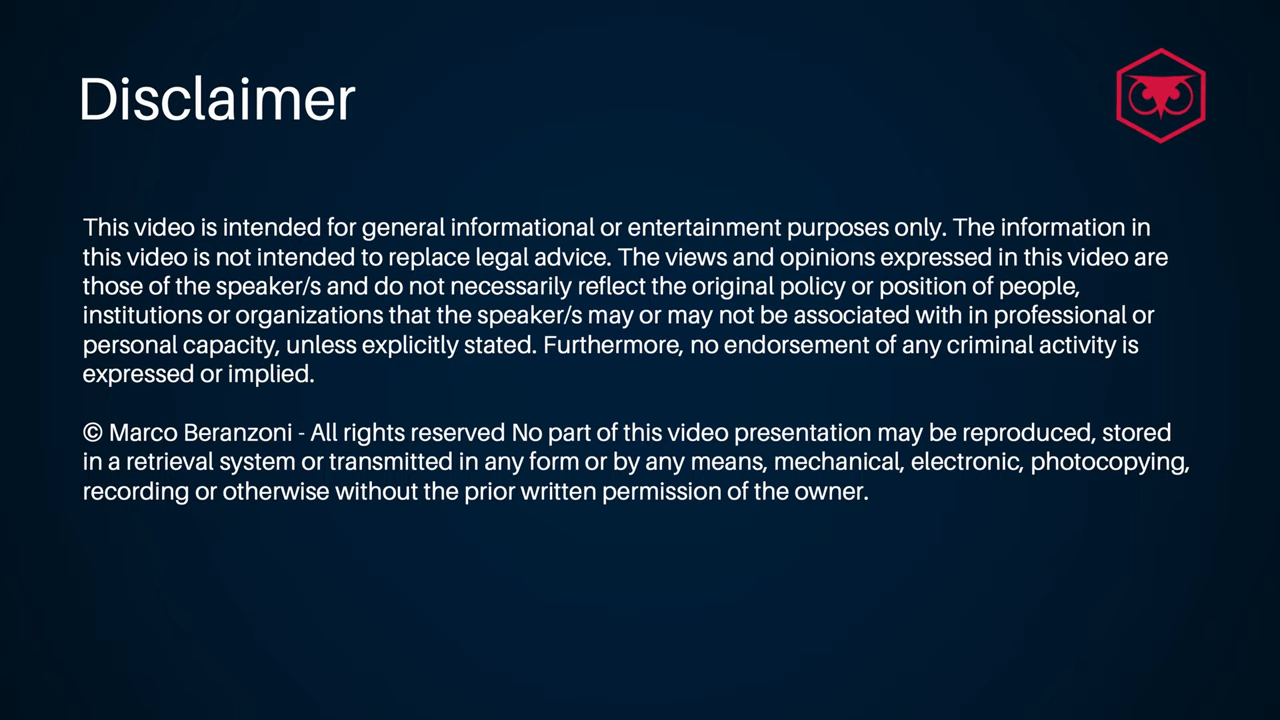 Disclaimer
This video is intended for general informational or entertainment purposes only. The information in
this video is not intended to replace legal advice. The views and opinions expressed in this video are
those of the speaker/s and do not necessarily reflect the original policy or position of people,
institutions or organizations that the speaker/s may or may not be associated with in professional or
personal capacity, unless explicitly stated. Furthermore, no endorsement of any criminal activity is
expressed or implied.
© Marco Beranzoni - All rights reserved No part of this video presentation may be reproduced, stored
in a retrieval system or transmitted in any form or by any means, mechanical, electronic, photocopying,
recording or otherwise without the prior written permission of the owner.